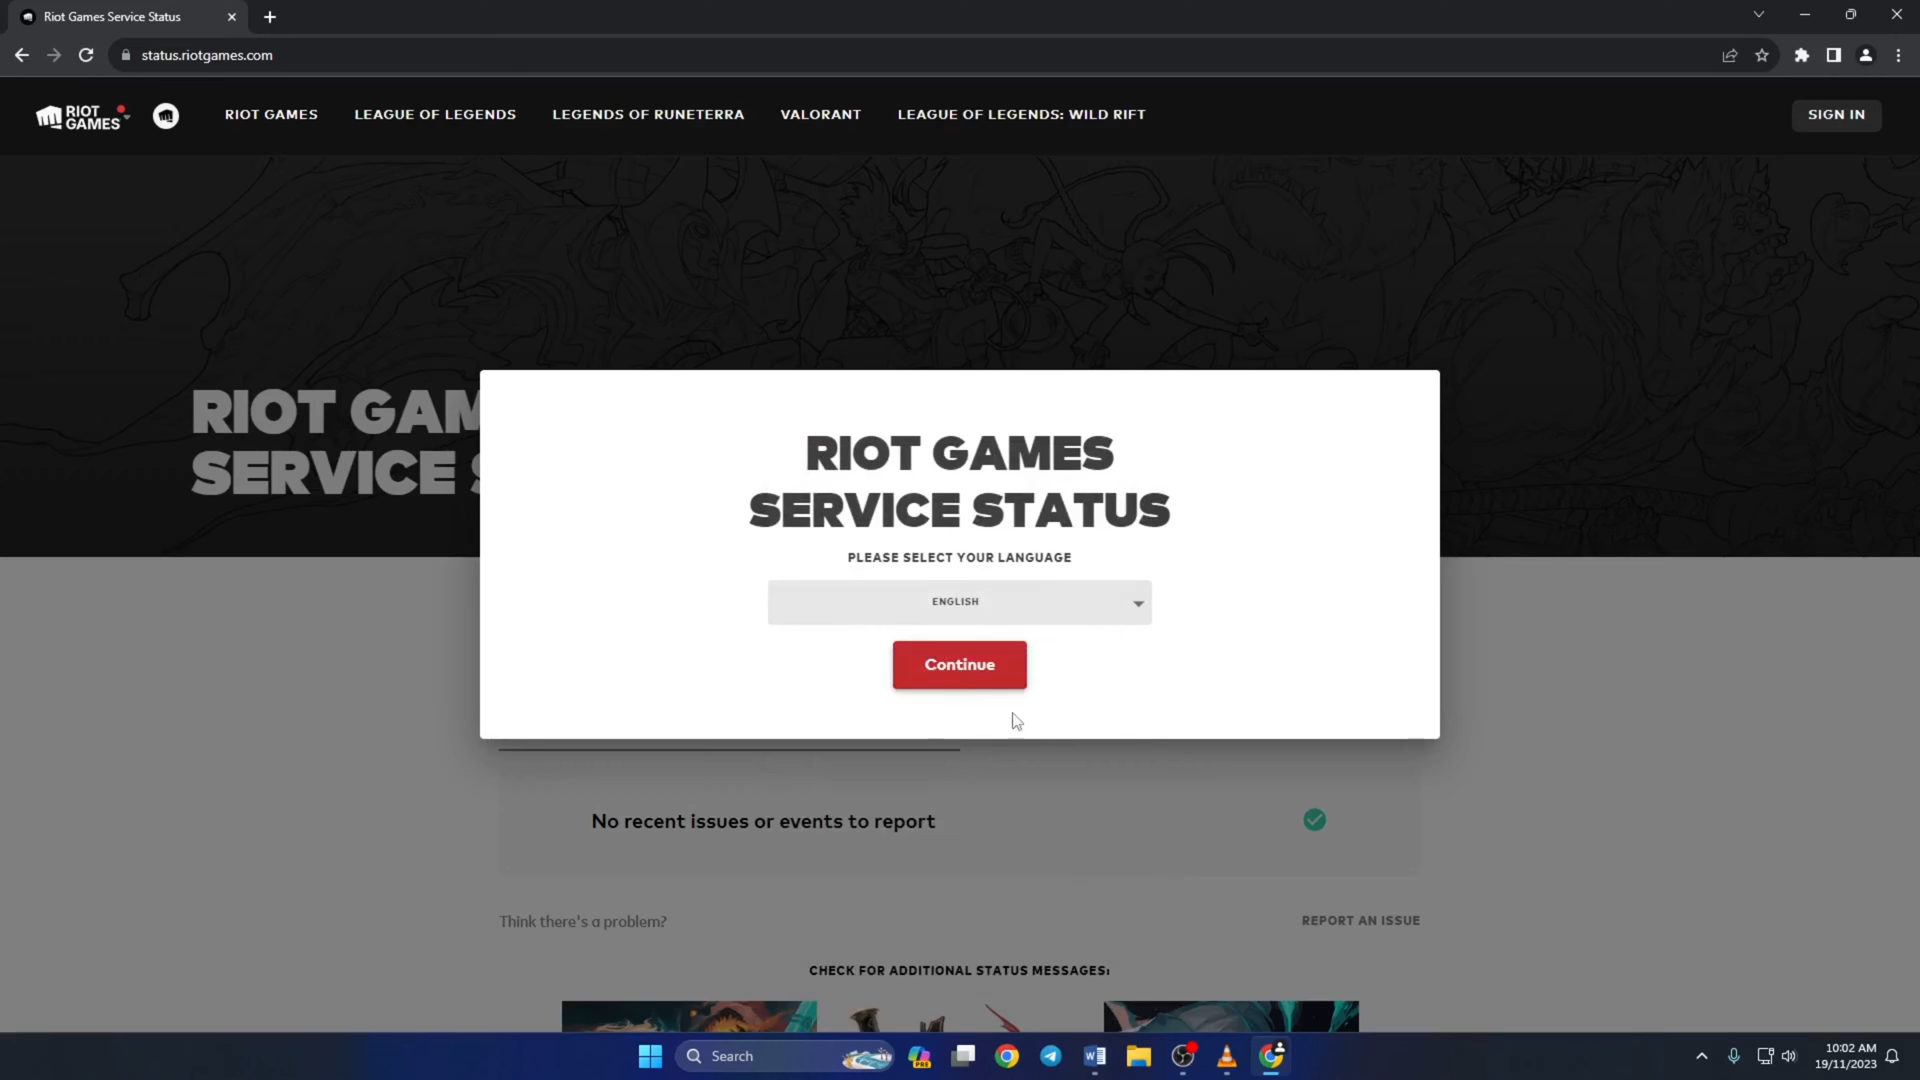 Riot Games Service Status
status.riotgames.com
RIOT GAMES
RIOT GAMES LEAGUE OF LEGENDS LEGENDS OF RUNETERRA VALORANT LEAGUE OF LEGENDS: WILD RIFT SIGN IN
RIOT GAM
SERVICE S
RIOT GAMES
SERVICE STATUS
PLEASE SELECT YOUR LANGUAGE
ENGLISH
Continue
No recent issues or events to report
Think there's a problem? REPORT AN ISSUE
CHECK FOR ADDITIONAL STATUS MESSAGES:
Search
PRE
10:02 AM
19/11/2023